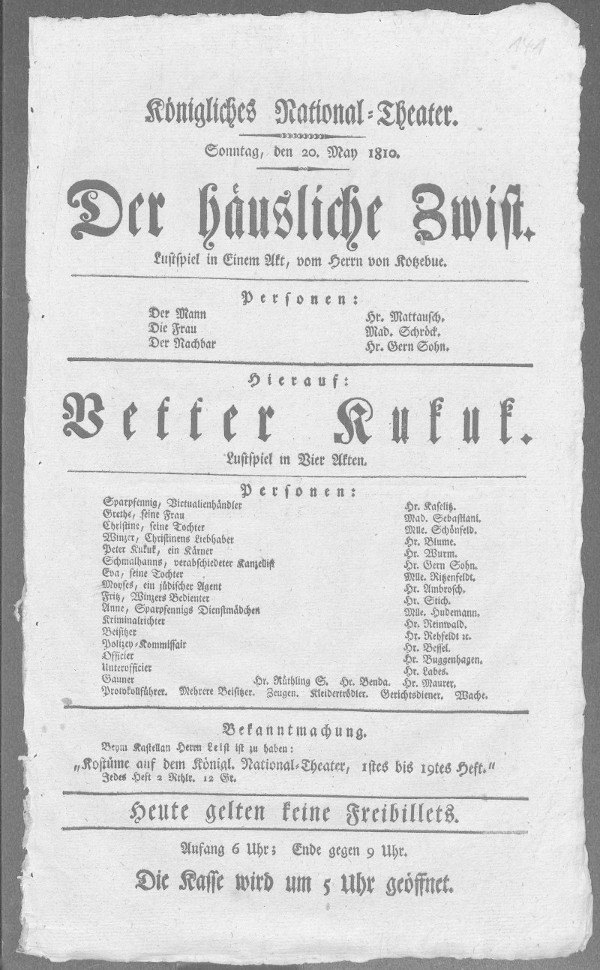 141
Königliches National-Theater.
Sonntag, den 20. May 1810.
Der häusliche Zwist.
Lustspiel in Einem Akt, vom Herrn von Kotzebue.
Personen:
Der Mann Hr. Mattausch.
Die Frau Mad. Schröck.
Der Nachbar Hr. Gern Sohn.
Hierauf:
Vetter Kukuk.
Lustspiel in Vier Akten.
Personen:
Sparpfennig, Virtualienhändler Hr. Kaselitz.
Grethe, seine Frau Mad. Sebastiani.
Christine, seine Tochter Mlle. Schönfeld.
Winzer, Christinens Liebhaber Hr. Blume.
Peter Kukuk, ein Kärner Hr. Wurm.
Schmalhanns, verabschiedeter Kanzelist Hr. Gern Sohn.
Eva, seine Tochter Mlle. Ritzenfeldt.
Moyses, ein jüdischer Agent Hr. Ambrosch.
Fritz, Winzers Bedienter Hr. Stich.
Anne, Sparpfennigs Dienstmädchen Mlle. Hudemann.
Kriminalrichter Hr. Reinwald.
Beisitzer Hr. Rehfeldt ꝛc.
Polizey-Kommissair Hr. Bessel.
Officier Hr. Buggenhagen.
Unterofficier Hr. Labes.
Gauner Hr. Rüthling S. Hr. Benda. Hr. Maurer.
Protokollführer. Mehrere Beisitzer. Zeugen. Kleidertrödler. Gerichtsdiener. Wache.
Bekanntmachung.
Beym Kastellan Herrn Leist ist zu haben:
„Kostüme auf dem Königl. National-Theater, 1stes bis 19tes Heft."
Jedes Heft 2 Rthlr. 12 Gr.
Heute gelten keine Freibillets.
Anfang 6 Uhr; Ende gegen 9 Uhr.
Die Kasse wird um 5 Uhr geöffnet.